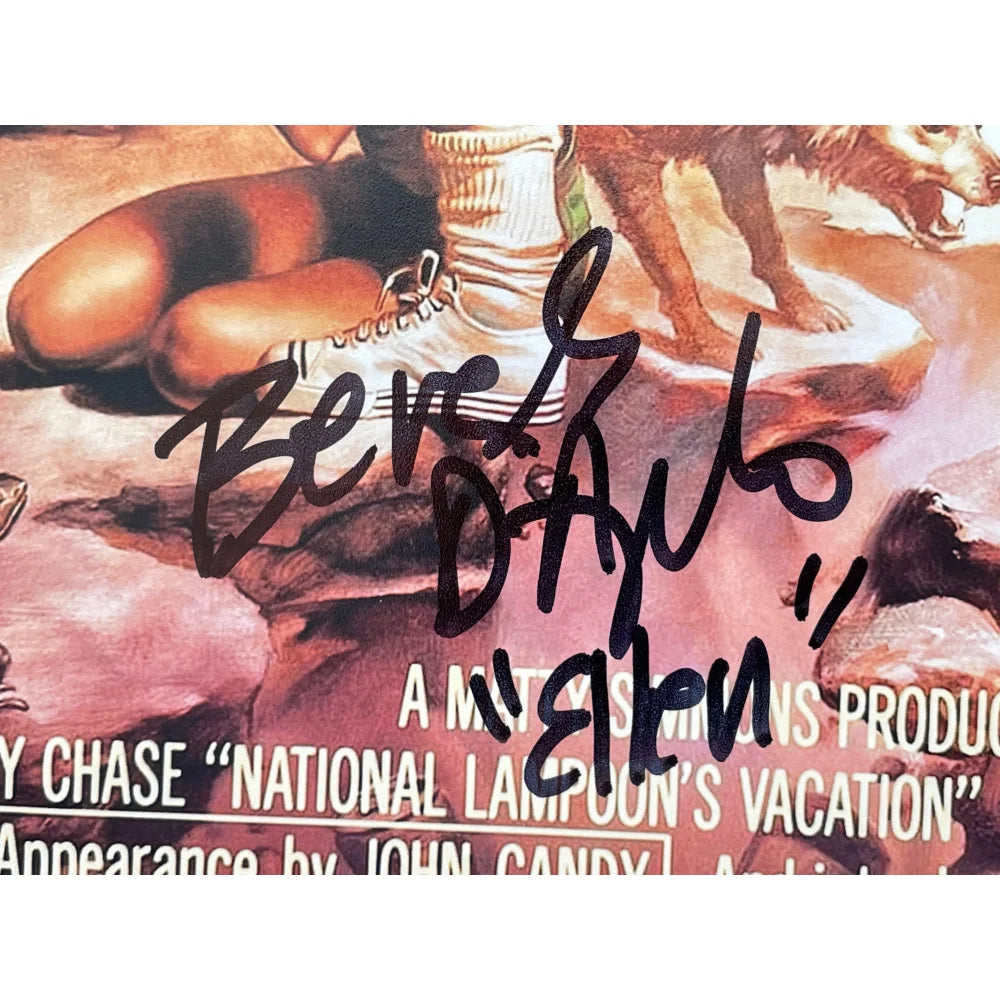 Beverly
D'Angelo
"Ellen"
A MATTY SIMMONS PRODUC
Y CHASE "NATIONAL LAMPOON'S VACATION"
Appearance by JOHN CANDY